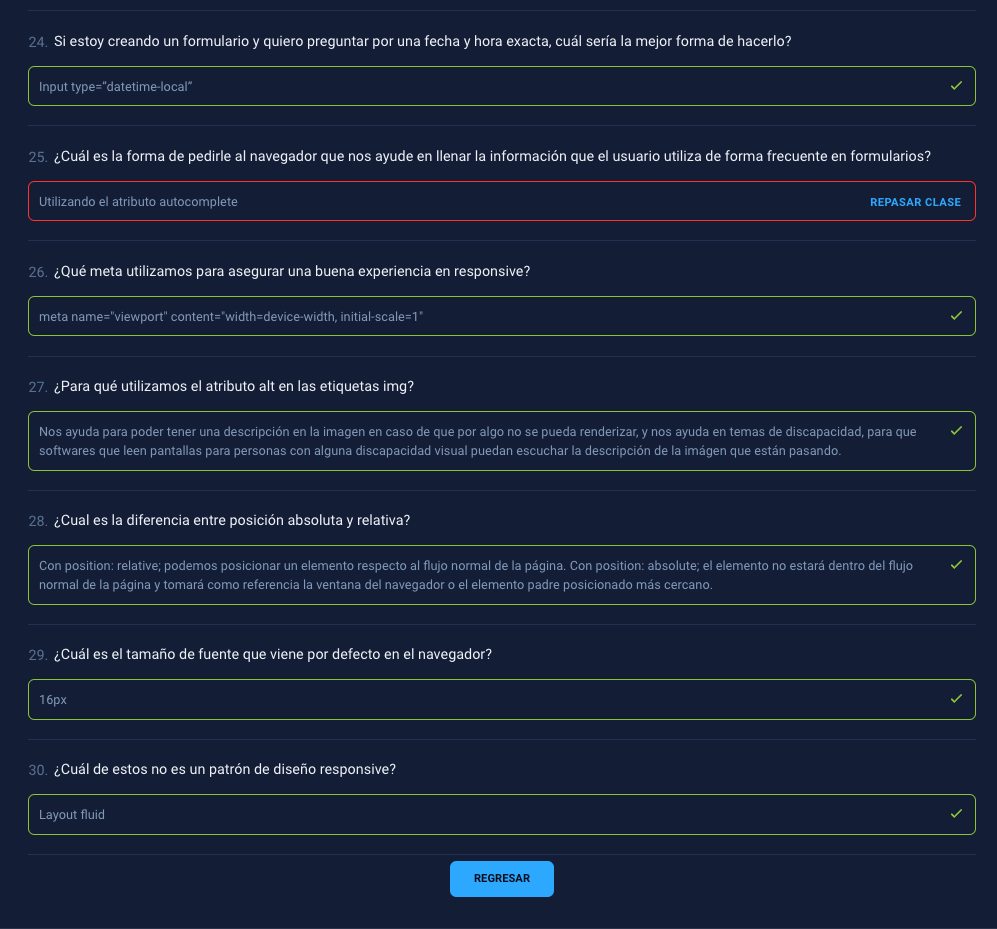 24. Si estoy creando un formulario y quiero preguntar por una fecha y hora exacta, cuál sería la mejor forma de hacerlo?
Input type=“datetime-local”
25. ¿Cuál es la forma de pedirle al navegador que nos ayude en llenar la información que el usuario utiliza de forma frecuente en formularios?
Utilizando el atributo autocomplete REPASAR CLASE
26. ¿Qué meta utilizamos para asegurar una buena experiencia en responsive?
meta name="viewport" content="width=device-width, initial-scale=1"
27. ¿Para qué utilizamos el atributo alt en las etiquetas img?
Nos ayuda para poder tener una descripción en la imagen en caso de que por algo no se pueda renderizar, y nos ayuda en temas de discapacidad, para que
softwares que leen pantallas para personas con alguna discapacidad visual puedan escuchar la descripción de la imágen que están pasando.
28. ¿Cual es la diferencia entre posición absoluta y relativa?
Con position: relative; podemos posicionar un elemento respecto al flujo normal de la página. Con position: absolute; el elemento no estará dentro del flujo
normal de la página y tomará como referencia la ventana del navegador o el elemento padre posicionado más cercano.
29. ¿Cuál es el tamaño de fuente que viene por defecto en el navegador?
16px
30. ¿Cuál de estos no es un patrón de diseño responsive?
Layout fluid
REGRESAR